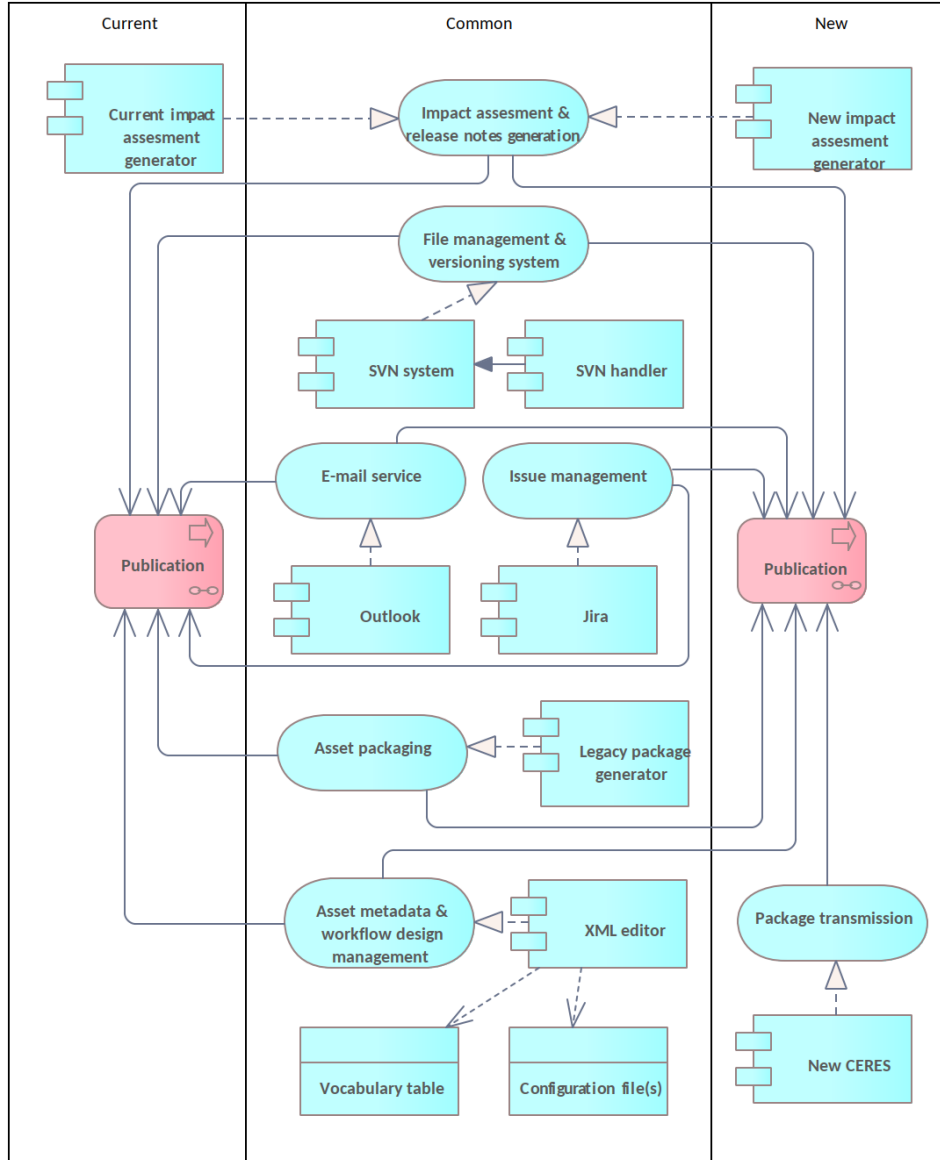 Current
Common
New
Current impact
assesment
generator
Impact assesment &
release notes generation
New impact
assesment
generator
File management &
versioning system
SVN system
SVN handler
E-mail service
Issue management
Publication
Publication
Outlook
Jira
Asset packaging
Legacy package
generator
Asset metadata &
workflow design
management
XML editor
Package transmission
Vocabulary table
Configuration file(s)
New CERES